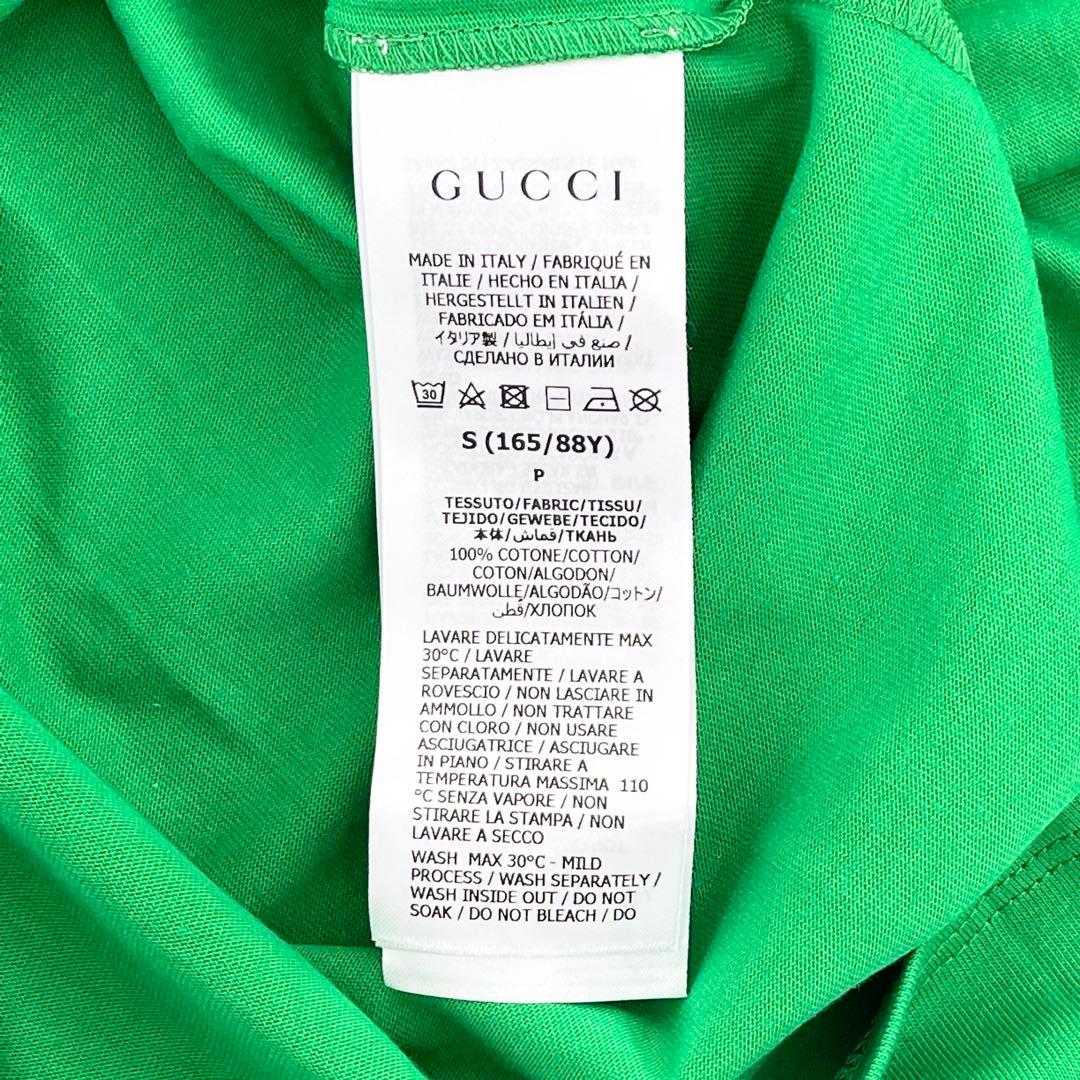 GUCCI
MADE IN ITALY / FABRIQUÉ EN
ITALIE / HECHO EN ITALIA /
HERGESTELLT IN ITALIEN /
FABRICADO EM ITÁLIA /
イタリア製 / صنع في إيطاليا /
СДЕЛАНО В ИТАЛИИ
30
S (165/88Y)
P
TESSUTO/FABRIC/TISSU/
TEJIDO/GEWEBE/TECIDO/
本体/قماش/ТКАНЬ
100% COTONE/COTTON/
COTON/ALGODON/
BAUMWOLLE/ALGODÃO/コットン/
قطن/ХЛОПОК
LAVARE DELICATAMENTE MAX
30°C / LAVARE
SEPARATAMENTE / LAVARE A
ROVESCIO / NON LASCIARE IN
AMMOLLO / NON TRATTARE
CON CLORO / NON USARE
ASCIUGATRICE / ASCIUGARE
IN PIANO / STIRARE A
TEMPERATURA MASSIMA 110
°C SENZA VAPORE / NON
STIRARE LA STAMPA / NON
LAVARE A SECCO
WASH MAX 30°C - MILD
PROCESS / WASH SEPARATELY /
WASH INSIDE OUT / DO NOT
SOAK / DO NOT BLEACH / DO